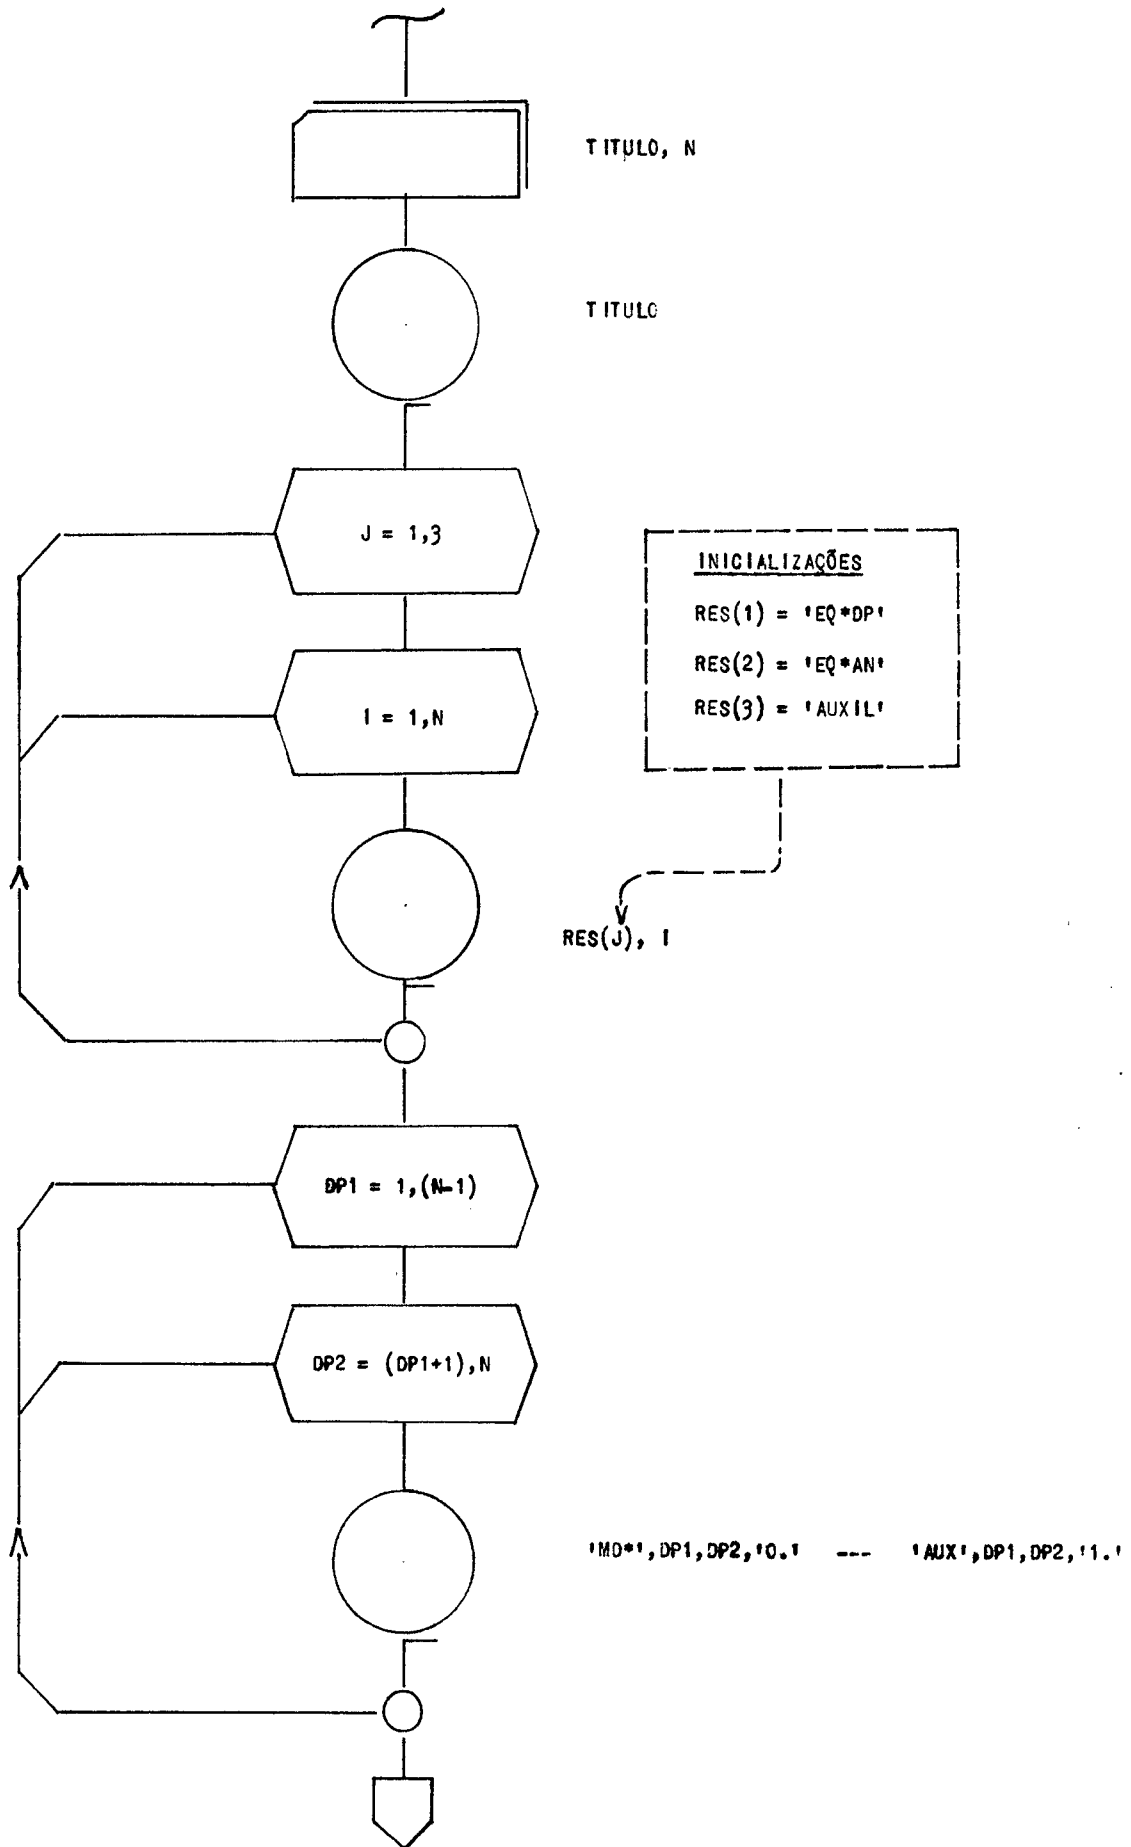 TITULO, N
TITULO
J = 1,3
INICIALIZAÇÕES
RES(1) = 'EQ*DP'
RES(2) = 'EQ*AN'
RES(3) = 'AUXIL'
I = 1,N
RES(J), I
DP1 = 1,(N-1)
DP2 = (DP1+1),N
'MD*',DP1,DP2,'0.' --- 'AUX',DP1,DP2,'1.'